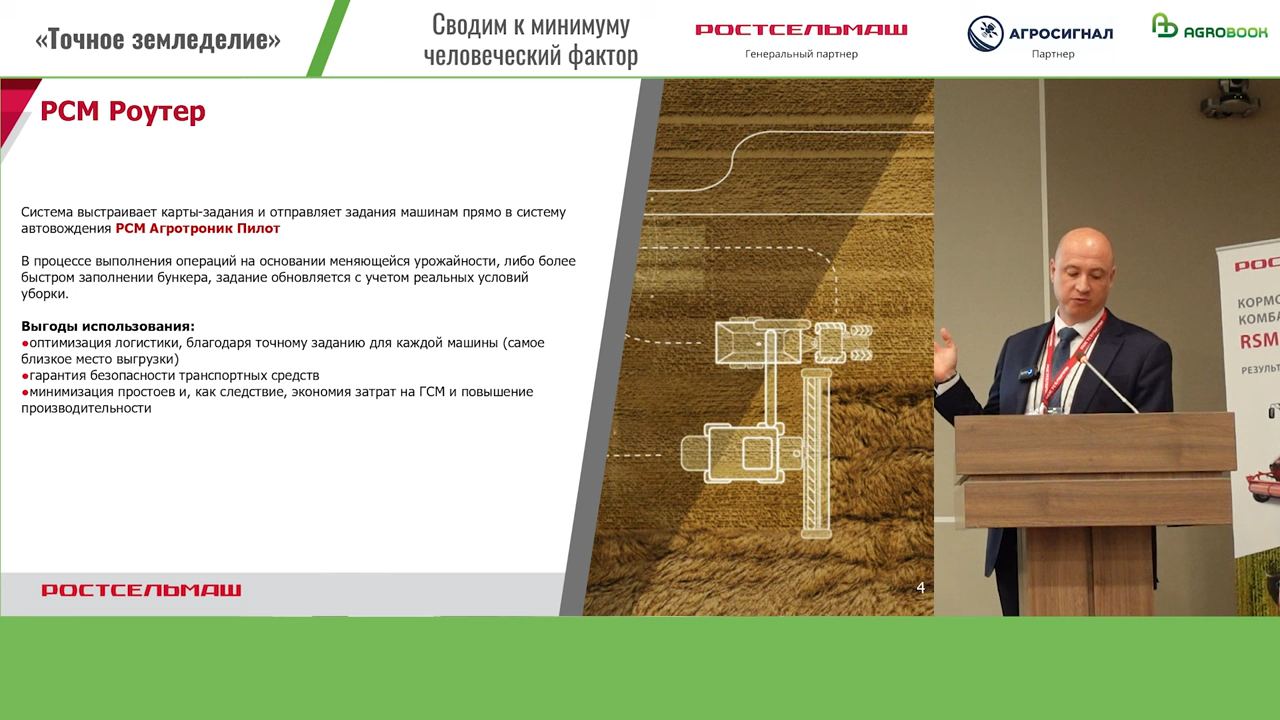 «Точное земледелие»
Сводим к минимуму
человеческий фактор
РОСТСЕЛЬМАШ
Генеральный партнер
АГРОСИГНАЛ
Партнер
AGROBOOK
РСМ Роутер
Система выстраивает карты-задания и отправляет задания машинам прямо в систему
автовождения РСМ Агротроник Пилот
В процессе выполнения операций на основании меняющейся урожайности, либо более
быстром заполнении бункера, задание обновляется с учетом реальных условий
уборки.
Выгоды использования:
●оптимизация логистики, благодаря точному заданию для каждой машины (самое
близкое место выгрузки)
●гарантия безопасности транспортных средств
●минимизация простоев и, как следствие, экономия затрат на ГСМ и повышение
производительности
РОСТСЕЛЬМАШ
4
РОС
КОРМО
КОМБА
RSM
РЕЗУЛЬТ